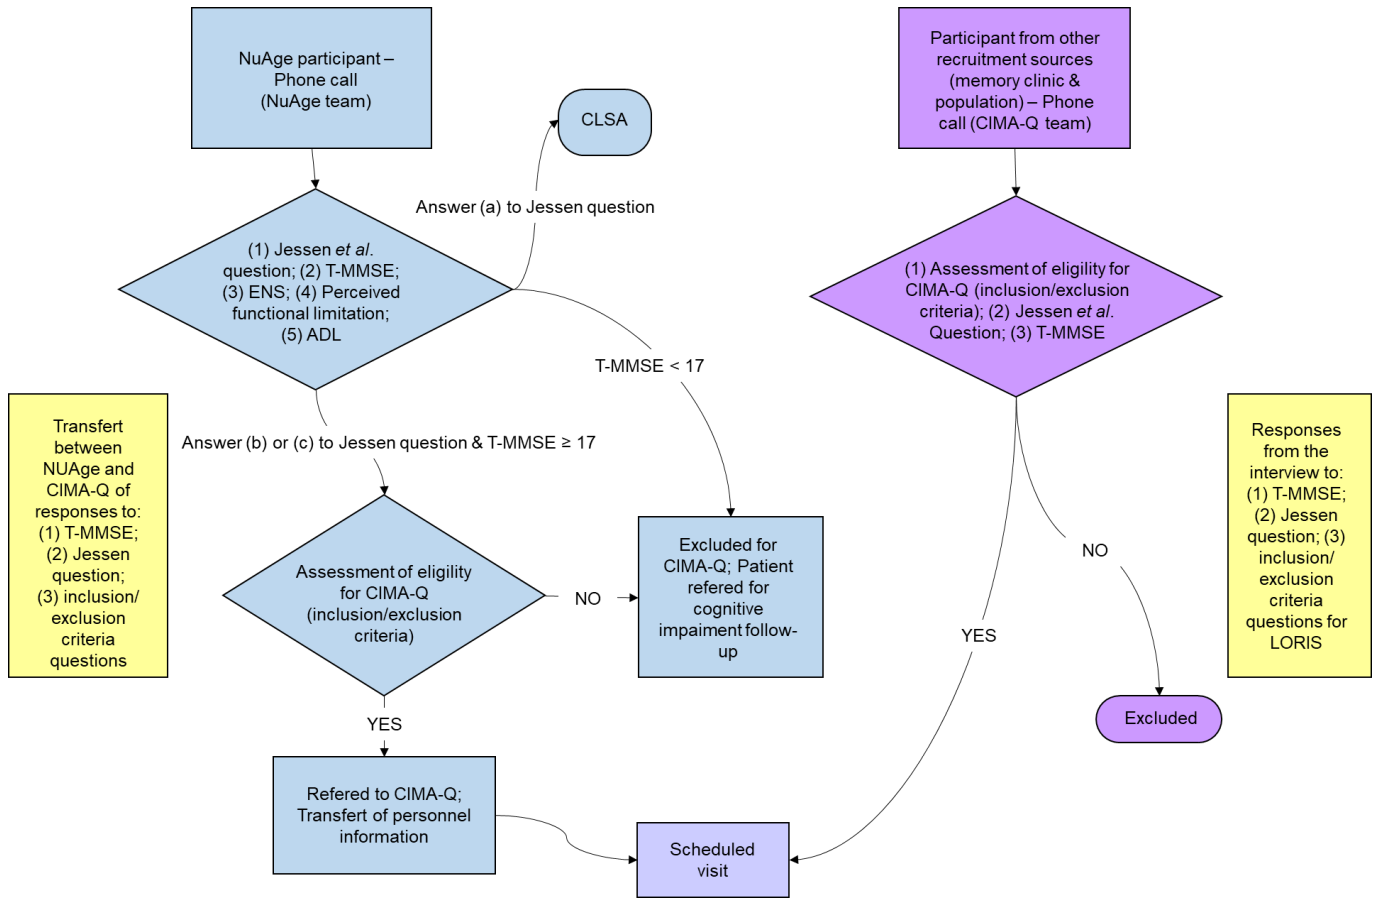 NuAge participant –
Phone call
(NuAge team)
CLSA
Participant from other
recruitment sources
(memory clinic &
population) – Phone
call (CIMA-Q team)
Answer (a) to Jessen question
(1) Jessen et al.
question; (2) T-MMSE;
(3) ENS; (4) Perceived
functional limitation;
(5) ADL
(1) Assessment of eligility for
CIMA-Q (inclusion/exclusion
criteria); (2) Jessen et al.
Question; (3) T-MMSE
T-MMSE < 17
Transfert
between
NUAge and
CIMA-Q of
responses to:
(1) T-MMSE;
(2) Jessen
question;
(3) inclusion/
exclusion
criteria
questions
Answer (b) or (c) to Jessen question & T-MMSE ≥ 17
Responses
from the
interview to:
(1) T-MMSE;
(2) Jessen
question; (3)
inclusion/
exclusion
criteria
questions for
LORIS
Assessment of eligility
for CIMA-Q
(inclusion/exclusion
criteria)
NO
Excluded for
CIMA-Q; Patient
refered for
cognitive
impaiment follow-
up
NO
YES
Excluded
YES
Refered to CIMA-Q;
Transfert of personnel
information
Scheduled
visit